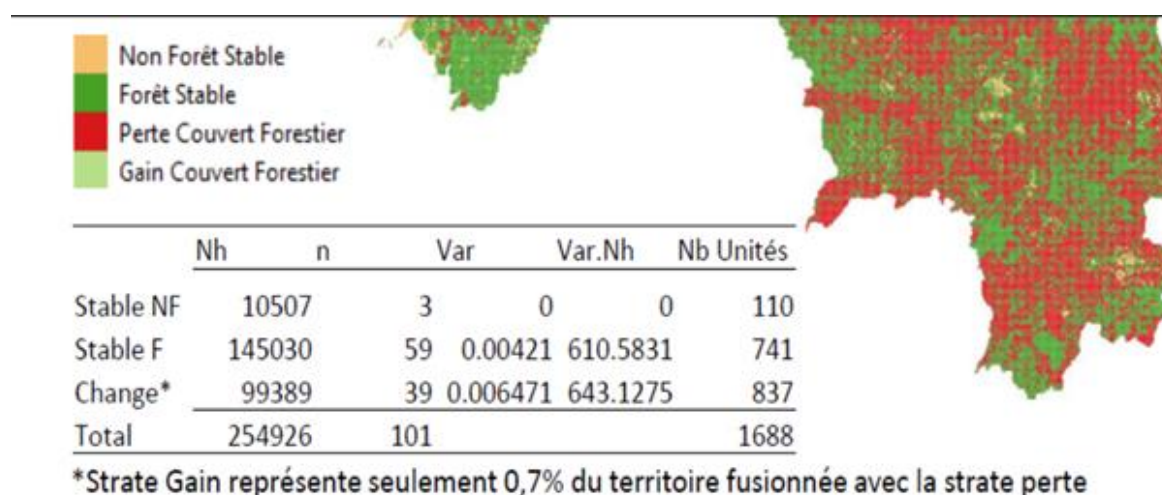 Non Forêt Stable
Forêt Stable
Perte Couvert Forestier
Gain Couvert Forestier
Nh n Var Var.Nh Nb Unités
Stable NF 10507 3 0 0 110
Stable F 145030 59 0.00421 610.5831 741
Change* 99389 39 0.006471 643.1275 837
Total 254926 101 1688
*Strate Gain représente seulement 0,7% du territoire fusionnée avec la strate perte